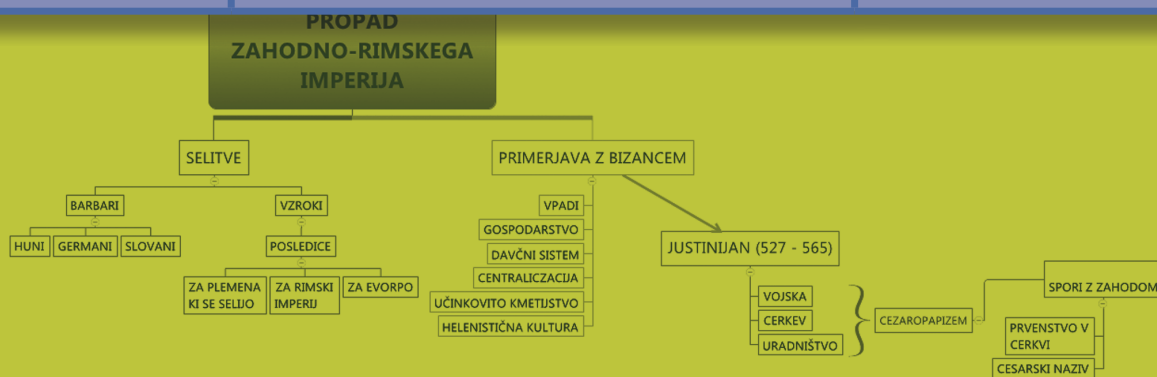 PROPAD
ZAHODNO-RIMSKEGA
IMPERIJA
SELITVE
BARBARI
HUNI
GERMANI
SLOVANI
VZROKI
POSLEDICE
ZA PLEMENA
KI SE SELIJO
ZA RIMSKI
IMPERIJ
ZA EVORPO
PRIMERJAVA Z BIZANCEM
VPADI
GOSPODARSTVO
DAVČNI SISTEM
CENTRALICZACIJA
UČINKOVITO KMETIJSTVO
HELENISTIČNA KULTURA
JUSTINIJAN (527 - 565)
VOJSKA
CERKEV
URADNIŠTVO
CEZAROPAPIZEM
SPORI Z ZAHODOM
PRVENSTVO V
CERKVI
CESARSKI NAZIV